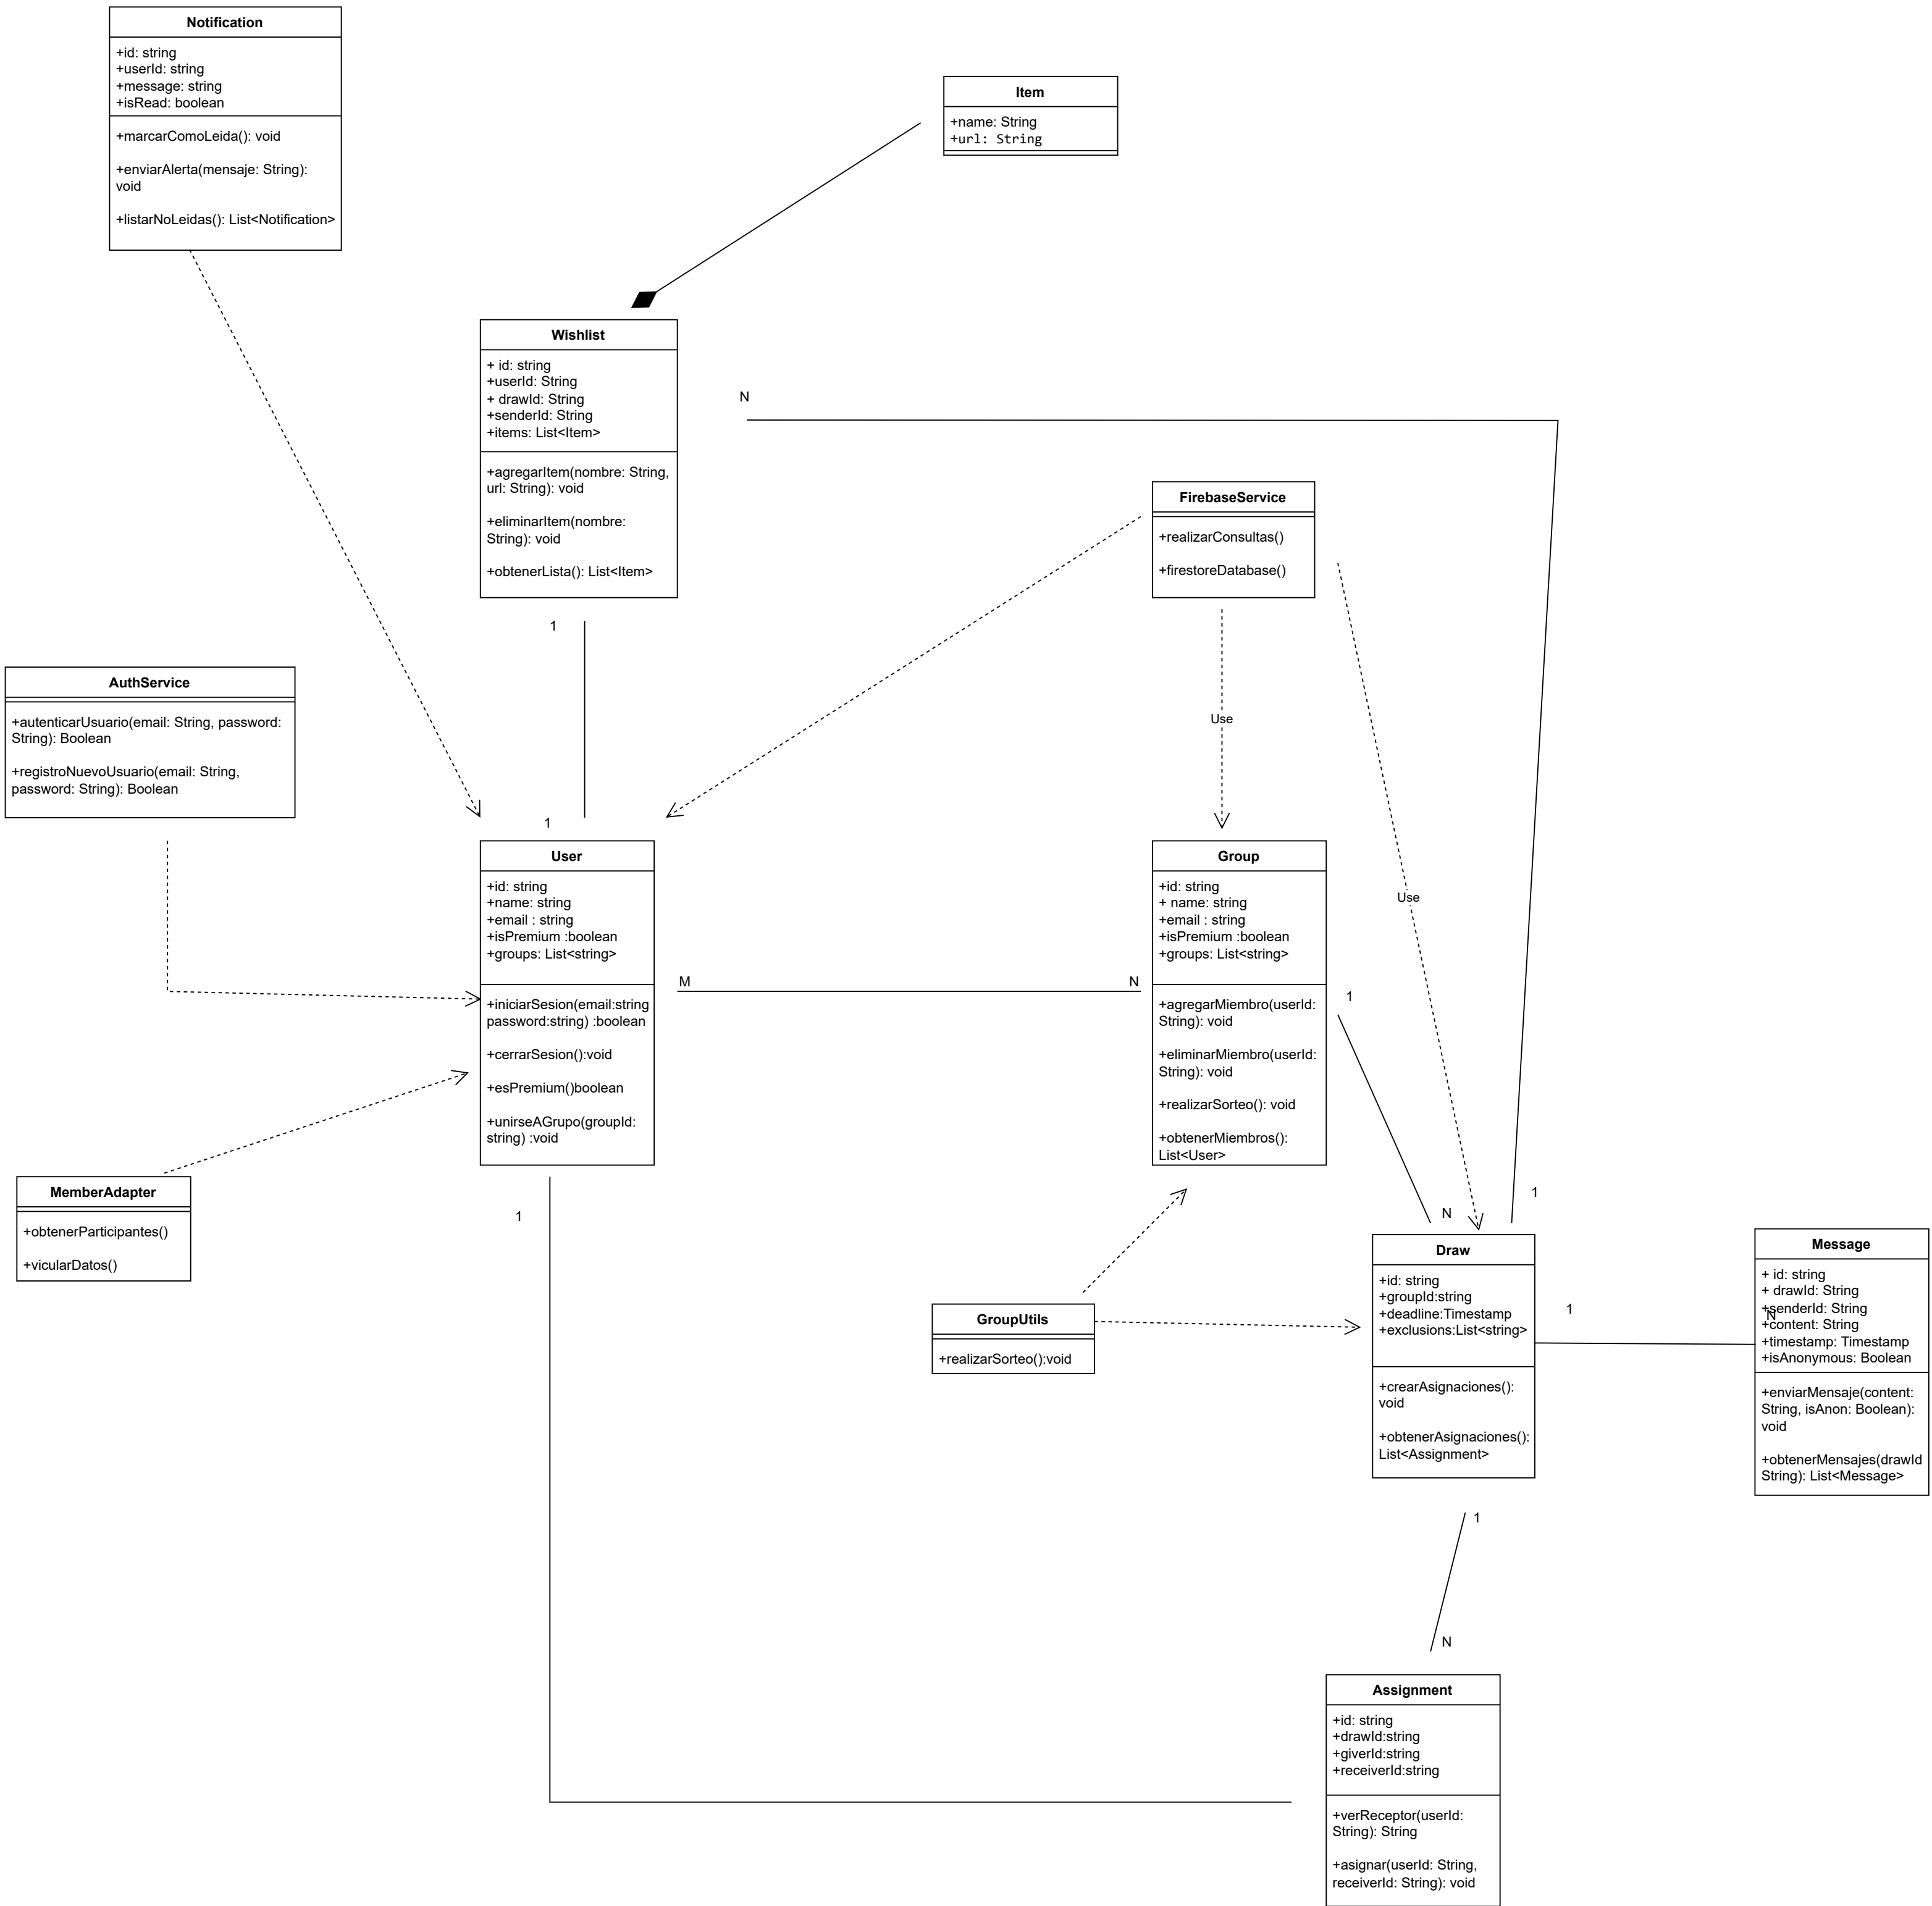 Notification
+id: string
+userId: string
+message: string
+isRead: boolean
+marcarComoLeida(): void
+enviarAlerta(mensaje: String):
void
+listarNoLeidas(): List<Notification>
Item
+name: String
+url: String
Wishlist
+ id: string
+userId: String
+ drawId: String
+senderId: String
+items: List<Item>
+agregarItem(nombre: String,
url: String): void
+eliminarItem(nombre:
String): void
+obtenerLista(): List<Item>
N
FirebaseService
+realizarConsultas()
+firestoreDatabase()
1
AuthService
+autenticarUsuario(email: String, password:
String): Boolean
+registroNuevoUsuario(email: String,
password: String): Boolean
Use
1
User
+id: string
+name: string
+email : string
+isPremium :boolean
+groups: List<string>
+iniciarSesion(email:string
password:string) :boolean
+cerrarSesion():void
+esPremium()boolean
+unirseAGrupo(groupId:
string) :void
M
N
Group
+id: string
+ name: string
+email : string
+isPremium :boolean
+groups: List<string>
+agregarMiembro(userId:
String): void
+eliminarMiembro(userId:
String): void
+realizarSorteo(): void
+obtenerMiembros():
List<User>
Use
1
N
1
MemberAdapter
+obtenerParticipantes()
+vicularDatos()
1
GroupUtils
+realizarSorteo():void
Draw
+id: string
+groupId:string
+deadline:Timestamp
+exclusions:List<string>
+crearAsignaciones():
void
+obtenerAsignaciones():
List<Assignment>
1
N
Message
+ id: string
+ drawId: String
+senderId: String
+content: String
+timestamp: Timestamp
+isAnonymous: Boolean
+enviarMensaje(content:
String, isAnon: Boolean):
void
+obtenerMensajes(drawId
String): List<Message>
1
N
Assignment
+id: string
+drawId:string
+giverId:string
+receiverId:string
+verReceptor(userId:
String): String
+asignar(userId: String,
receiverId: String): void